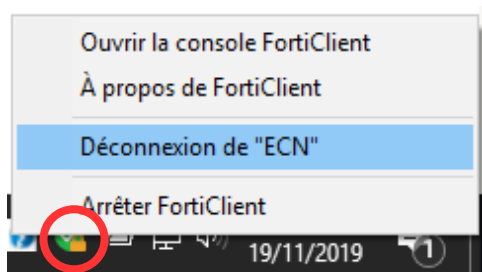 Ouvrir la console FortiClient
À propos de FortiClient
Déconnexion de "ECN"
Arrêter FortiClient
19/11/2019
1